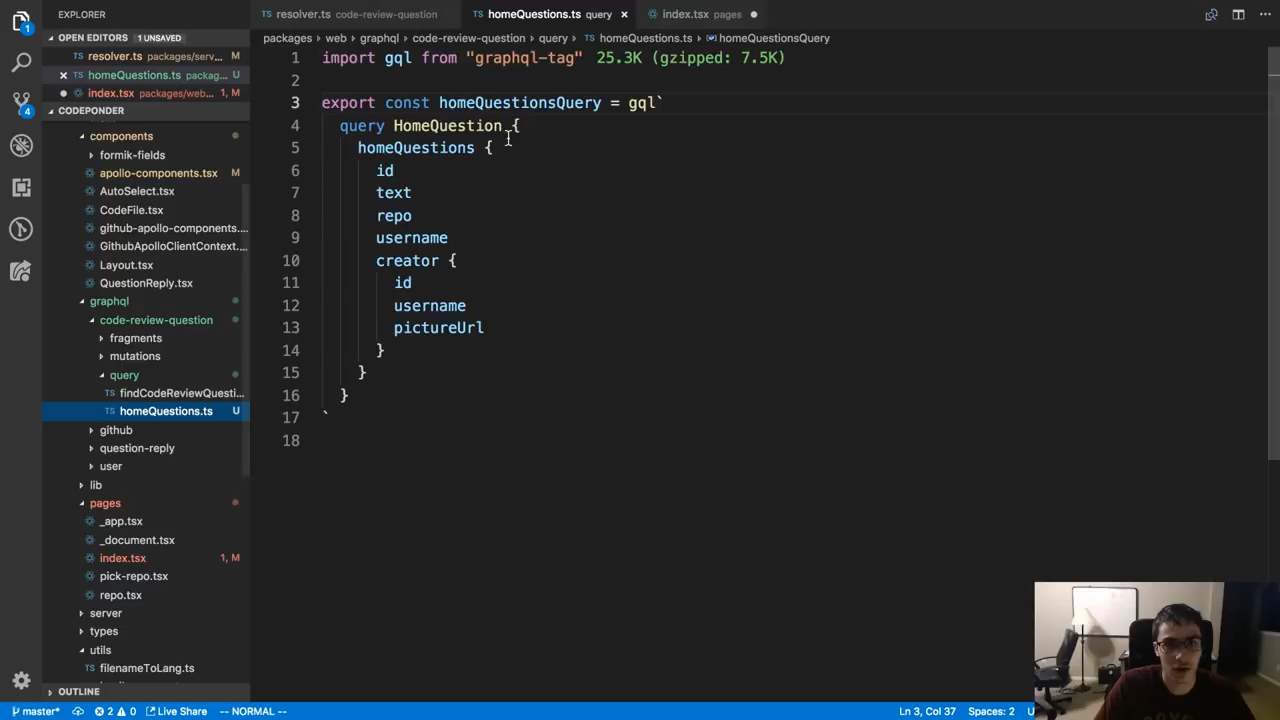 EXPLORER
resolver.ts code-review-question
homeQuestions.ts query ×
index.tsx pages ●
1
OPEN EDITORS 1 UNSAVED
resolver.ts packages/serv... M
homeQuestions.ts packag... U
index.tsx packages/web... 1, M
4
CODEPONDER
components
formik-fields
apollo-components.tsx M
AutoSelect.tsx
CodeFile.tsx
github-apollo-components....
GithubApolloClientContext....
Layout.tsx
QuestionReply.tsx
graphql
code-review-question
fragments
mutations
query
findCodeReviewQuesti...
homeQuestions.ts U
github
question-reply
user
lib
pages
_app.tsx
_document.tsx
index.tsx 1, M
pick-repo.tsx
repo.tsx
server
types
utils
filenameToLang.ts
OUTLINE
packages › web › graphql › code-review-question › query › TS homeQuestions.ts › homeQuestionsQuery
1 import gql from "graphql-tag" 25.3K (gzipped: 7.5K)
2
3 export const homeQuestionsQuery = gql`
4 query HomeQuestion {
5 homeQuestions {
6 id
7 text
8 repo
9 username
10 creator {
11 id
12 username
13 pictureUrl
14 }
15 }
16 }
17 `
18
master* 2 0 Live Share -- NORMAL -- Ln 3, Col 37 Spaces: 2